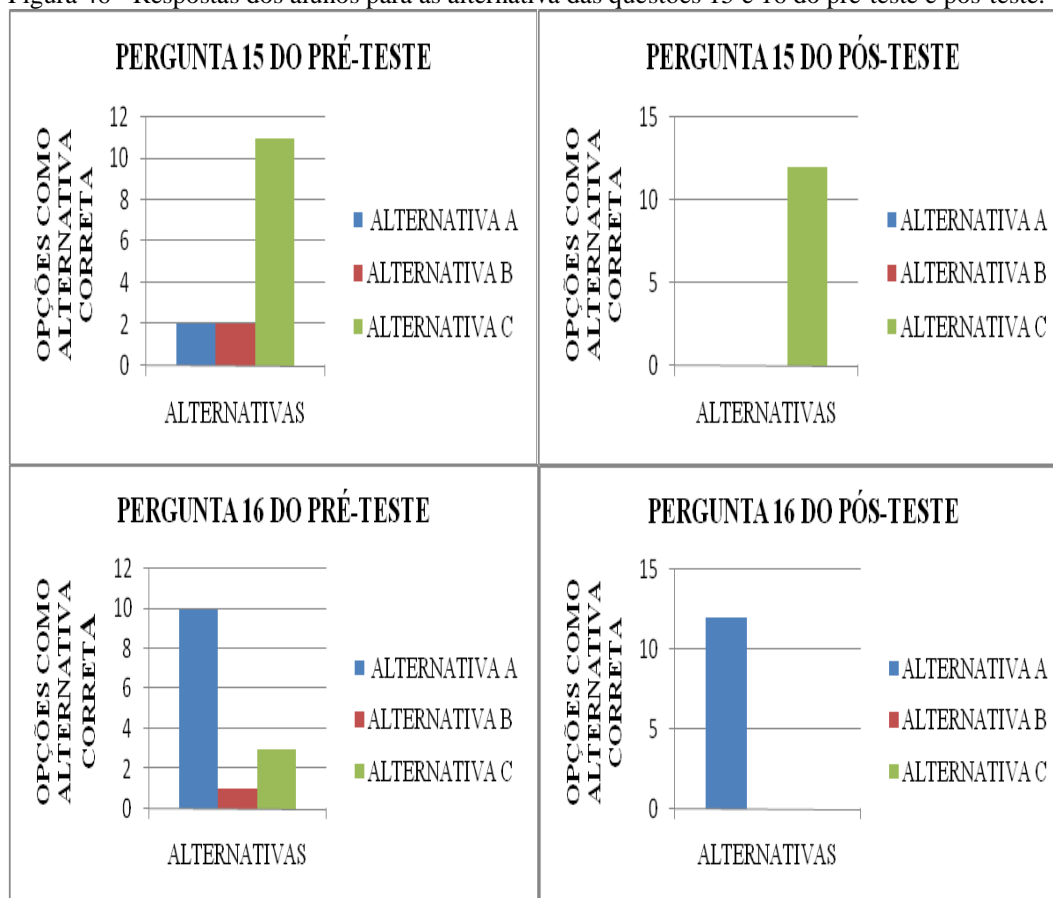 Figura 46 - Respostas dos alunos para as alternativa das questões 15 e 16 do pré-teste e pós-teste.
PERGUNTA 15 DO PRÉ-TESTE
OPÇÕES COMO
ALTERNATIVA
CORRETA
12
10
8
6
4
2
0
ALTERNATIVAS
ALTERNATIVA A
ALTERNATIVA B
ALTERNATIVA C
PERGUNTA 15 DO PÓS-TESTE
OPÇÕES COMO
ALTERNATIVA
CORRETA
15
10
5
0
ALTERNATIVAS
ALTERNATIVA A
ALTERNATIVA B
ALTERNATIVA C
PERGUNTA 16 DO PRÉ-TESTE
OPÇÕES COMO
ALTERNATIVA
CORRETA
12
10
8
6
4
2
0
ALTERNATIVAS
ALTERNATIVA A
ALTERNATIVA B
ALTERNATIVA C
PERGUNTA 16 DO PÓS-TESTE
OPÇÕES COMO
ALTERNATIVA
CORRETA
15
10
5
0
ALTERNATIVAS
ALTERNATIVA A
ALTERNATIVA B
ALTERNATIVA C